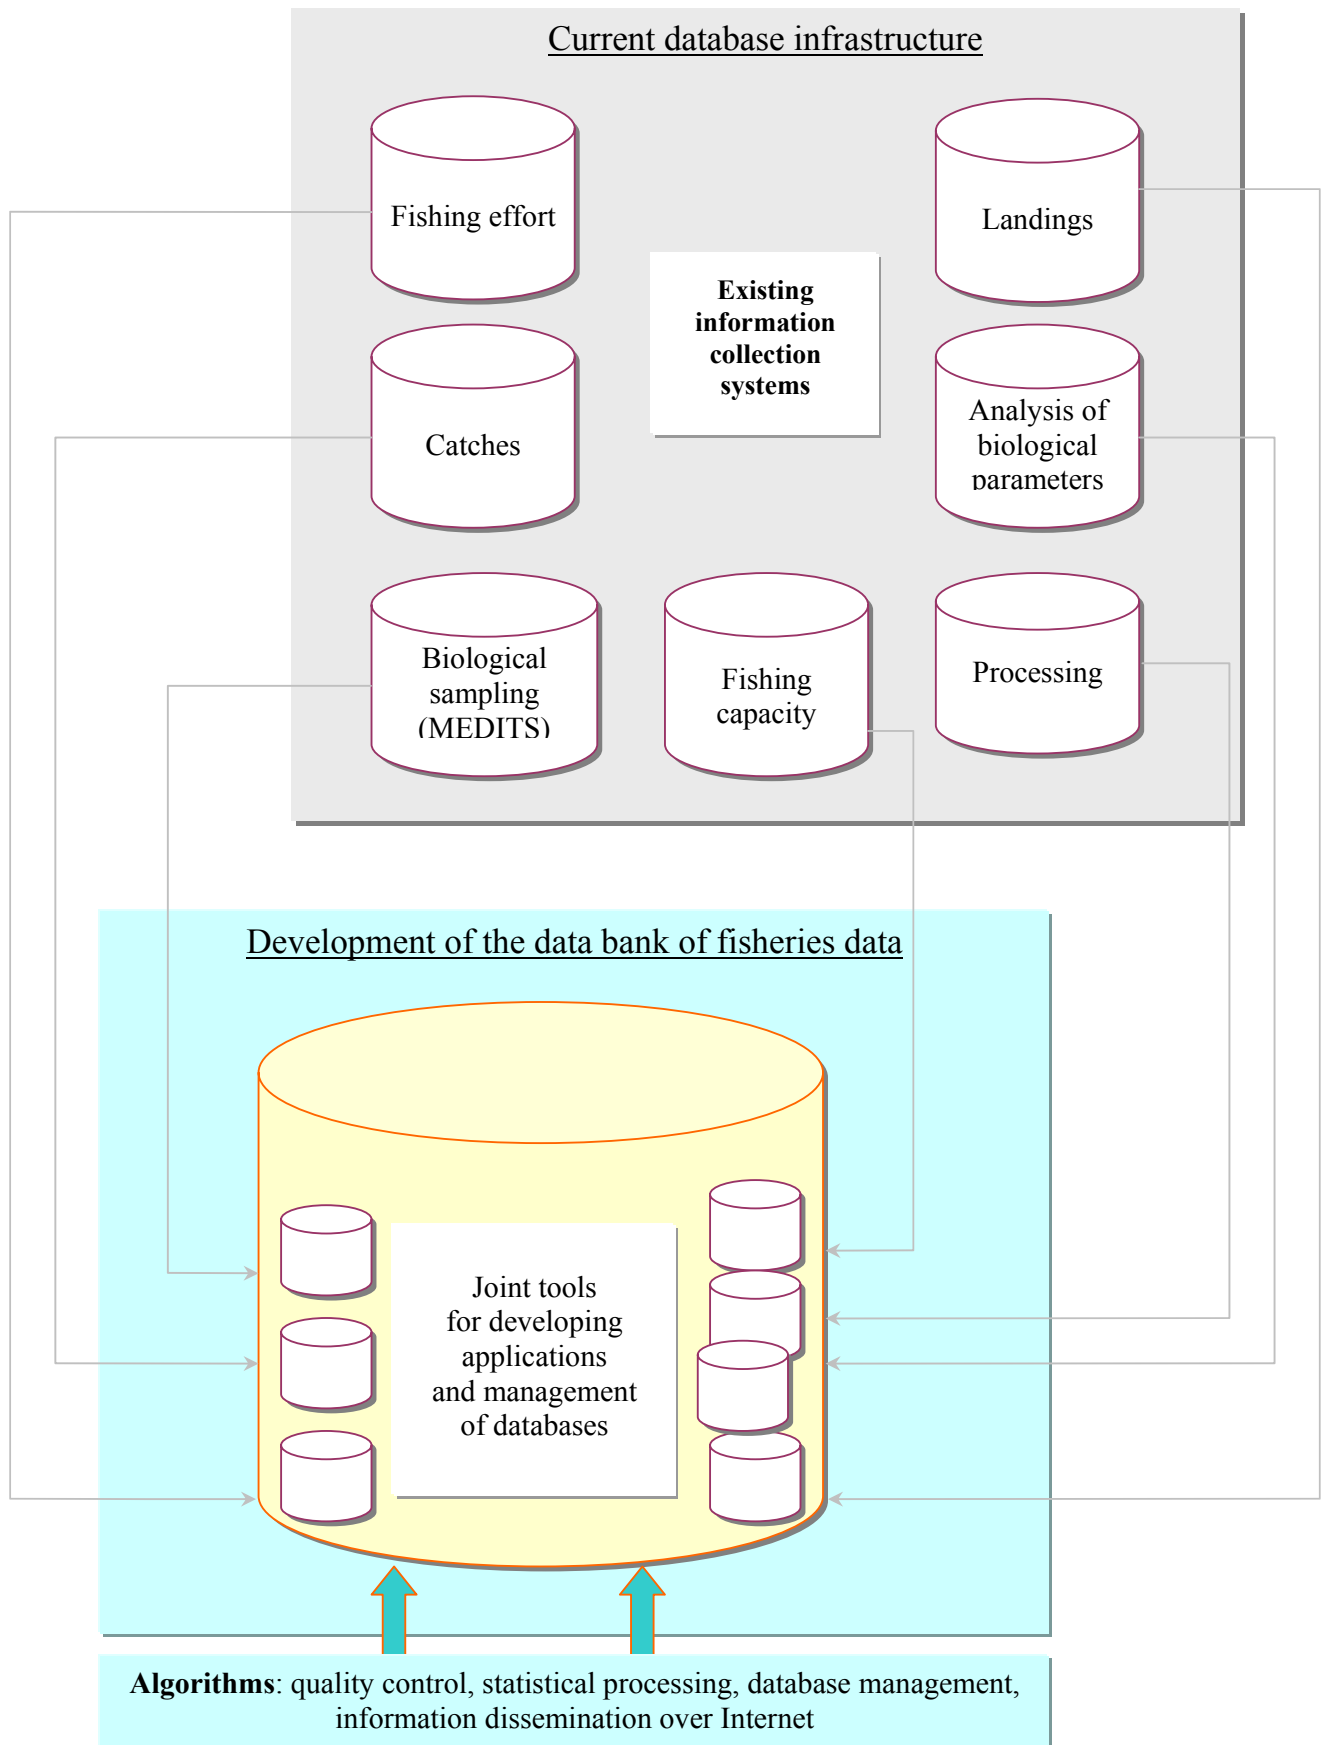 Current database infrastructure
Fishing effort
Landings
Existing
information
collection
systems
Catches
Analysis of
biological
parameters
Biological
sampling
(MEDITS)
Fishing
capacity
Processing
Development of the data bank of fisheries data
Joint tools
for developing
applications
and management
of databases
Algorithms: quality control, statistical processing, database management,
information dissemination over Internet